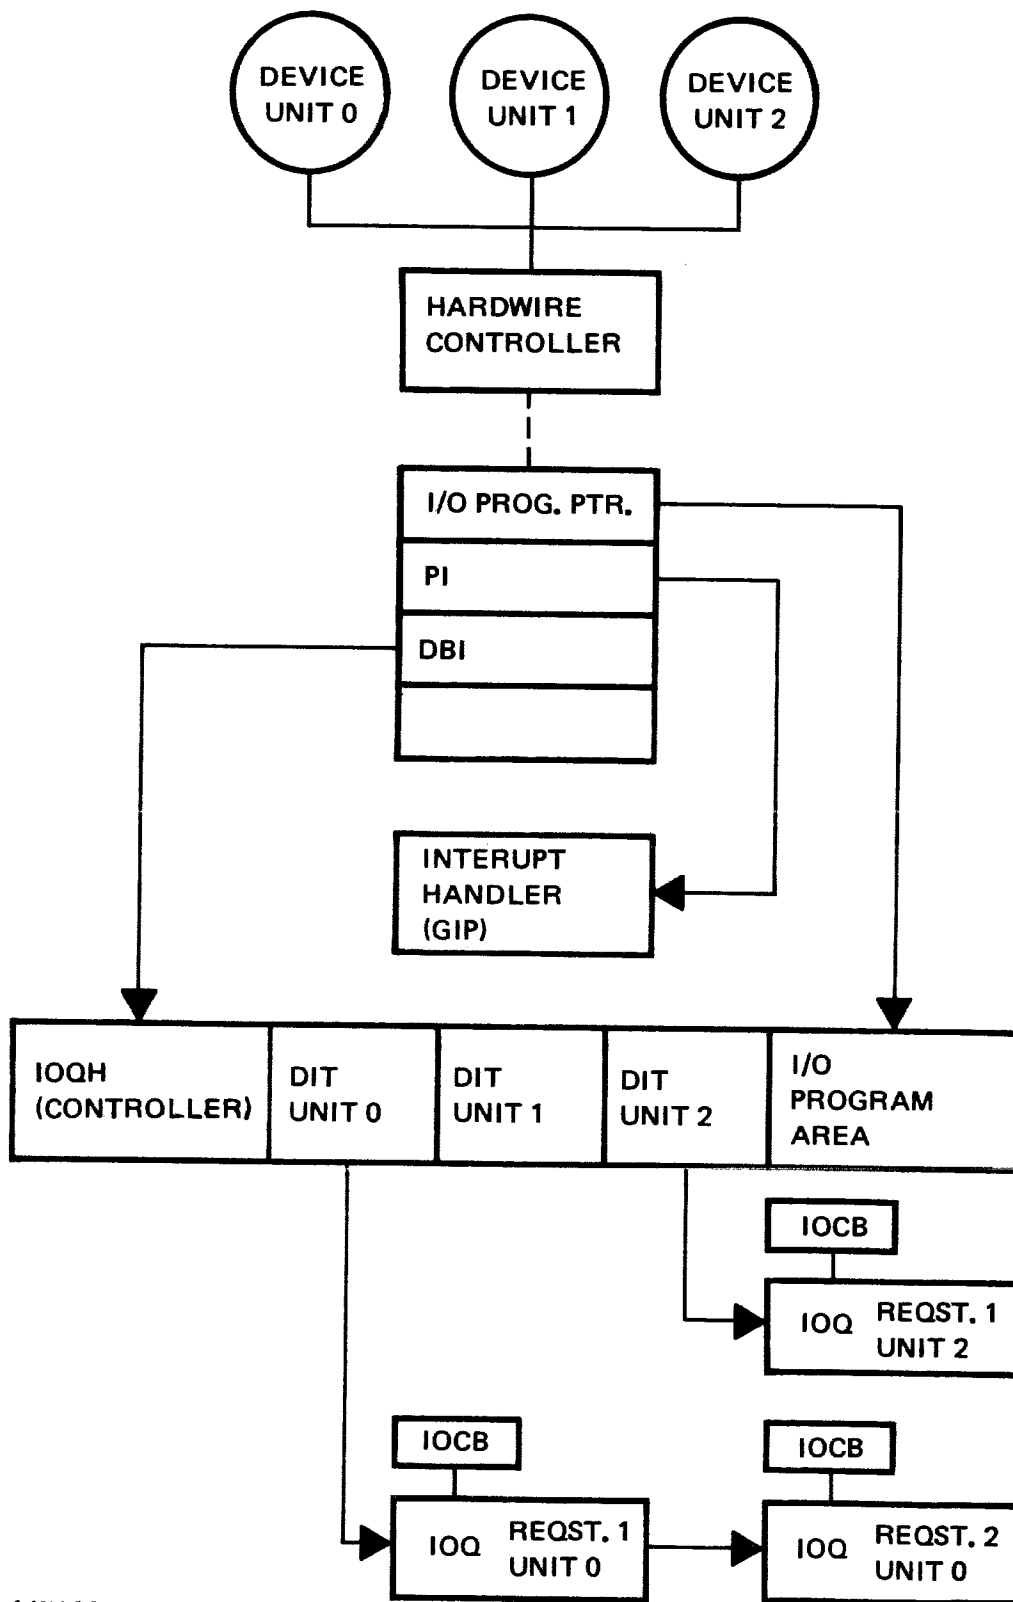 DEVICE
UNIT 0
DEVICE
UNIT 1
DEVICE
UNIT 2
HARDWIRE
CONTROLLER
I/O PROG. PTR.
PI
DBI
INTERUPT
HANDLER
(GIP)
IOQH
(CONTROLLER)
DIT
UNIT 0
DIT
UNIT 1
DIT
UNIT 2
I/O
PROGRAM
AREA
IOCB
IOQ REQST. 1
UNIT 2
IOCB
IOQ REQST. 1
UNIT 0
IOCB
IOQ REQST. 2
UNIT 0